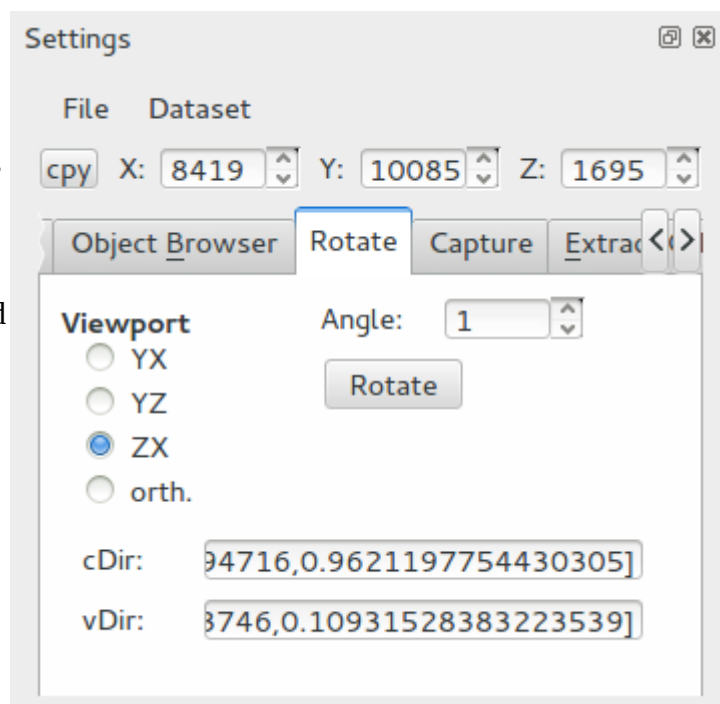 Settings
File Dataset
cpy X: 8419 Y: 10085 Z: 1695
Object Browser Rotate Capture < >
Viewport Angle: 1
YX
Rotate
YZ
ZX
orth.
cDir: 94716,0.9621197754430305]
vDir: 3746,0.10931528383223539]